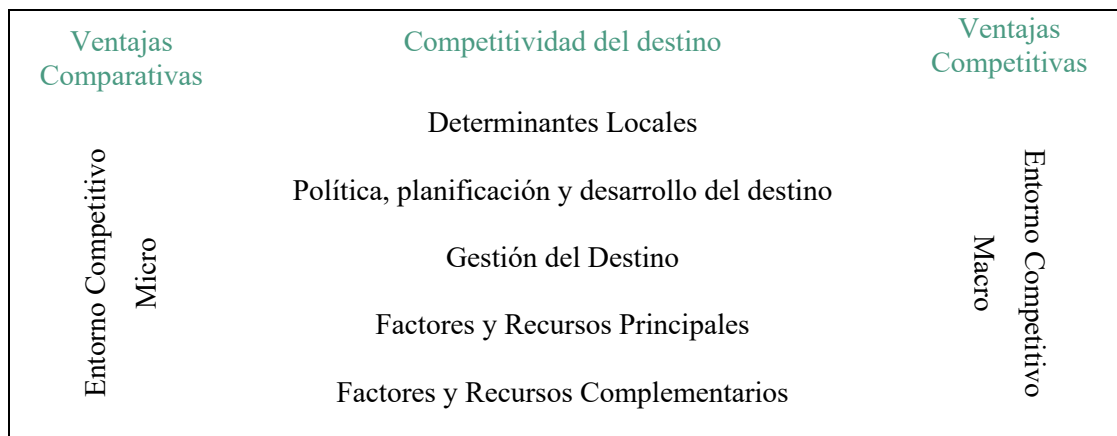 Ventajas
Comparativas
Competitividad del destino
Ventajas
Competitivas
Entorno Competitivo
Micro
Determinantes Locales
Política, planificación y desarrollo del destino
Gestión del Destino
Factores y Recursos Principales
Factores y Recursos Complementarios
Entorno Competitivo
Macro